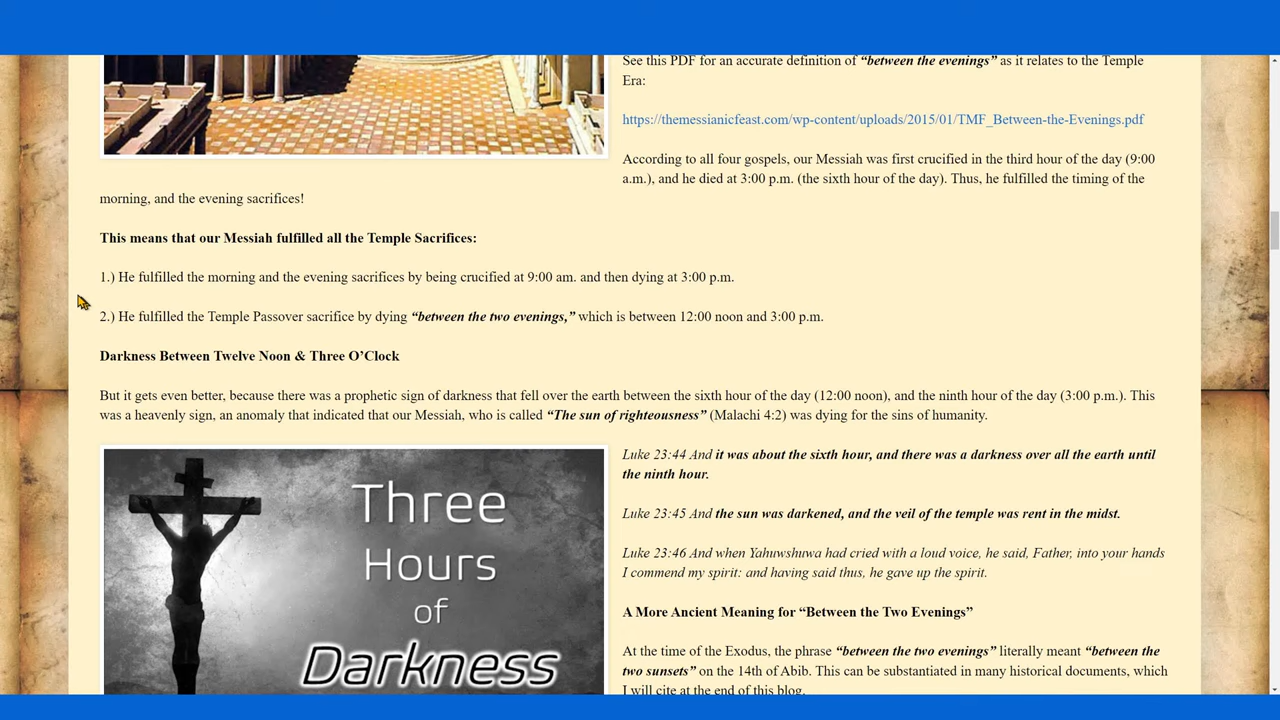 See this PDF for an accurate definition of “between the evenings” as it relates to the Temple
Era:
https://themessianicfeast.com/wp-content/uploads/2015/01/TMF_Between-the-Evenings.pdf
According to all four gospels, our Messiah was first crucified in the third hour of the day (9:00
a.m.), and he died at 3:00 p.m. (the sixth hour of the day). Thus, he fulfilled the timing of the
morning, and the evening sacrifices!
This means that our Messiah fulfilled all the Temple Sacrifices:
1.) He fulfilled the morning and the evening sacrifices by being crucified at 9:00 am. and then dying at 3:00 p.m.
2.) He fulfilled the Temple Passover sacrifice by dying “between the two evenings,” which is between 12:00 noon and 3:00 p.m.
Darkness Between Twelve Noon & Three O’Clock
But it gets even better, because there was a prophetic sign of darkness that fell over the earth between the sixth hour of the day (12:00 noon), and the ninth hour of the day (3:00 p.m.). This
was a heavenly sign, an anomaly that indicated that our Messiah, who is called “The sun of righteousness” (Malachi 4:2) was dying for the sins of humanity.
Three
Hours
of
Darkness
Luke 23:44 And it was about the sixth hour, and there was a darkness over all the earth until
the ninth hour.
Luke 23:45 And the sun was darkened, and the veil of the temple was rent in the midst.
Luke 23:46 And when Yahuwshuwa had cried with a loud voice, he said, Father, into your hands
I commend my spirit: and having said thus, he gave up the spirit.
A More Ancient Meaning for “Between the Two Evenings”
At the time of the Exodus, the phrase “between the two evenings” literally meant “between the
two sunsets” on the 14th of Abib. This can be substantiated in many historical documents, which
I will cite at the end of this blog.